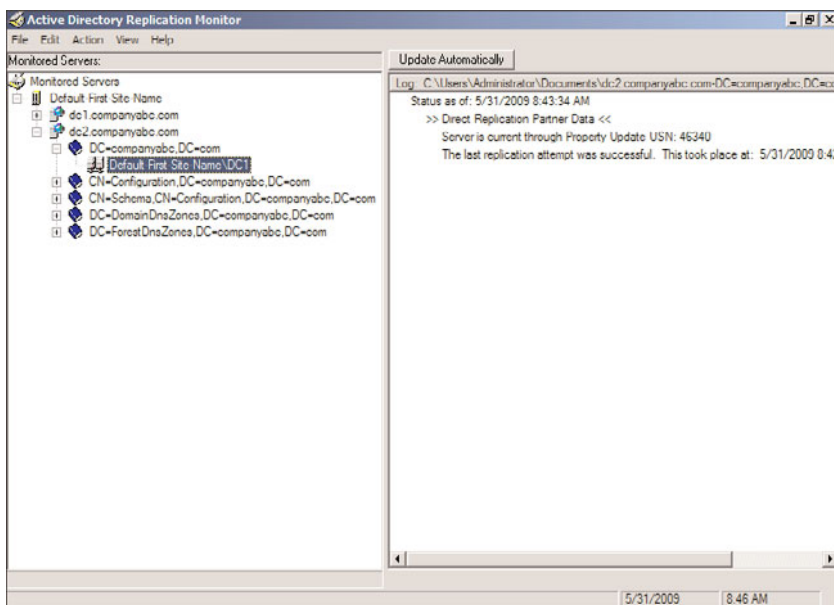 Active Directory Replication Monitor
File Edit Action View Help
Monitored Servers:
Update Automatically
Monitored Servers
Default First Site Name
dc1.companyabc.com
dc2.companyabc.com
DC=companyabc,DC=com
Default First Site Name\DC1
CN=Configuration,DC=companyabc,DC=com
CN=Schema,CN=Configuration,DC=companyabc,DC=com
DC=DomainDnsZones,DC=companyabc,DC=com
DC=ForestDnsZones,DC=companyabc,DC=com
Log: C:\Users\Administrator\Documents\dc2.companyabc.com-DC=companyabc,DC=co
Status as of: 5/31/2009 8:43:34 AM
>> Direct Replication Partner Data <<
Server is current through Property Update USN: 46340
The last replication attempt was successful. This took place at: 5/31/2009 8:42
5/31/2009 8:46 AM